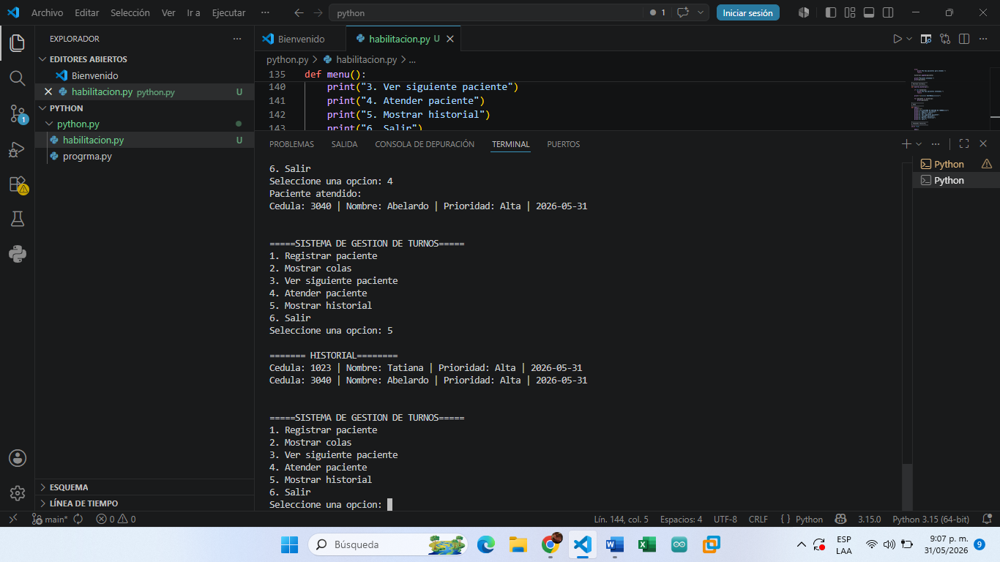 Archivo Editar Selección Ver Ir a Ejecutar ··· python 1 Iniciar sesión
EXPLORADOR ···
EDITORES ABIERTOS
Bienvenido
habilitacion.py python.py U
PYTHON
python.py
habilitacion.py U
progrma.py
ESQUEMA
LÍNEA DE TIEMPO
1
Bienvenido habilitacion.py U
python.py > habilitacion.py > ...
135 def menu():
140 print("3. Ver siguiente paciente")
141 print("4. Atender paciente")
142 print("5. Mostrar historial")
143 print("6. Salir")
PROBLEMAS SALIDA CONSOLA DE DEPURACIÓN TERMINAL PUERTOS
Python
Python
6. Salir
Seleccione una opcion: 4
Paciente atendido:
Cedula: 3040 | Nombre: Abelardo | Prioridad: Alta | 2026-05-31
=====SISTEMA DE GESTION DE TURNOS=====
1. Registrar paciente
2. Mostrar colas
3. Ver siguiente paciente
4. Atender paciente
5. Mostrar historial
6. Salir
Seleccione una opcion: 5
======= HISTORIAL========
Cedula: 1023 | Nombre: Tatiana | Prioridad: Alta | 2026-05-31
Cedula: 3040 | Nombre: Abelardo | Prioridad: Alta | 2026-05-31
=====SISTEMA DE GESTION DE TURNOS=====
1. Registrar paciente
2. Mostrar colas
3. Ver siguiente paciente
4. Atender paciente
5. Mostrar historial
6. Salir
Seleccione una opcion:
main* 0 0 Lín. 144, col. 5 Espacios: 4 UTF-8 CRLF { } Python 3.15.0 Python 3.15 (64-bit)
Búsqueda
ESP
LAA
9:07 p. m.
31/05/2026
9